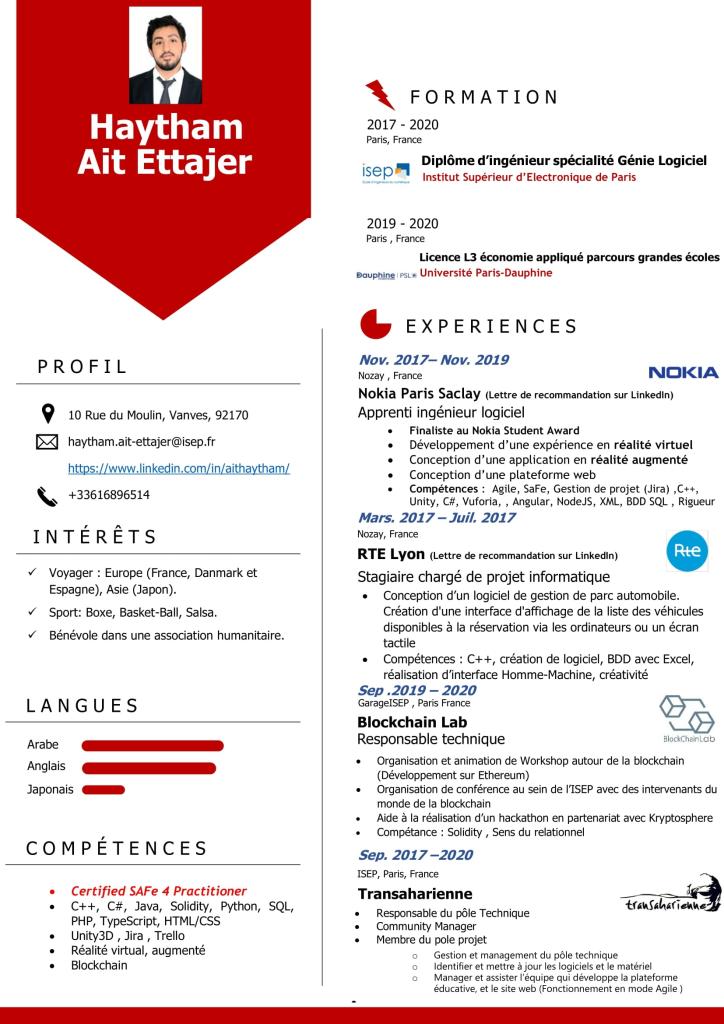 Haytham
Ait Ettajer
PROFIL
10 Rue du Moulin, Vanves, 92170
haytham.ait-ettajer@isep.fr
https://www.linkedin.com/in/aithaytham/
+33616896514
INTÉRÊTS
✓ Voyager : Europe (France, Danmark et
Espagne), Asie (Japon).
✓ Sport: Boxe, Basket-Ball, Salsa.
✓ Bénévole dans une association humanitaire.
LANGUES
Arabe
Anglais
Japonais
COMPÉTENCES
• Certified SAFe 4 Practitioner
• C++, C#, Java, Solidity, Python, SQL,
PHP, TypeScript, HTML/CSS
• Unity3D , Jira , Trello
• Réalité virtual, augmenté
• Blockchain
FORMATION
2017 - 2020
Paris, France
isep
Diplôme d’ingénieur spécialité Génie Logiciel
Institut Supérieur d’Electronique de Paris
2019 - 2020
Paris , France
Licence L3 économie appliqué parcours grandes écoles
Dauphine | PSL
Université Paris-Dauphine
EXPERIENCES
Nov. 2017– Nov. 2019
Nozay , France
NOKIA
Nokia Paris Saclay (Lettre de recommandation sur LinkedIn)
Apprenti ingénieur logiciel
• Finaliste au Nokia Student Award
• Développement d’une expérience en réalité virtuel
• Conception d’une application en réalité augmenté
• Conception d’une plateforme web
• Compétences : Agile, SaFe, Gestion de projet (Jira) ,C++,
Unity, C#, Vuforia, , Angular, NodeJS, XML, BDD SQL , Rigueur
Mars. 2017 – Juil. 2017
Nozay, France
Rte
RTE Lyon (Lettre de recommandation sur LinkedIn)
Stagiaire chargé de projet informatique
• Conception d’un logiciel de gestion de parc automobile.
Création d'une interface d'affichage de la liste des véhicules
disponibles à la réservation via les ordinateurs ou un écran
tactile
• Compétences : C++, création de logiciel, BDD avec Excel,
réalisation d’interface Homme-Machine, créativité
Sep .2019 – 2020
GarageISEP , Paris France
Blockchain Lab
BlockChainLab
Responsable technique
• Organisation et animation de Workshop autour de la blockchain
(Développement sur Ethereum)
• Organisation de conférence au sein de l’ISEP avec des intervenants du
monde de la blockchain
• Aide à la réalisation d’un hackathon en partenariat avec Kryptosphere
• Compétance : Solidity , Sens du relationnel
Sep. 2017 –2020
ISEP, Paris, France
Transaharienne
transaharienne
• Responsable du pôle Technique
• Community Manager
• Membre du pole projet
o Gestion et management du pôle technique
o Identifier et mettre à jour les logiciels et le matériel
o Manager et assister l’équipe qui développe la plateforme
éducative, et le site web (Fonctionnement en mode Agile )
-